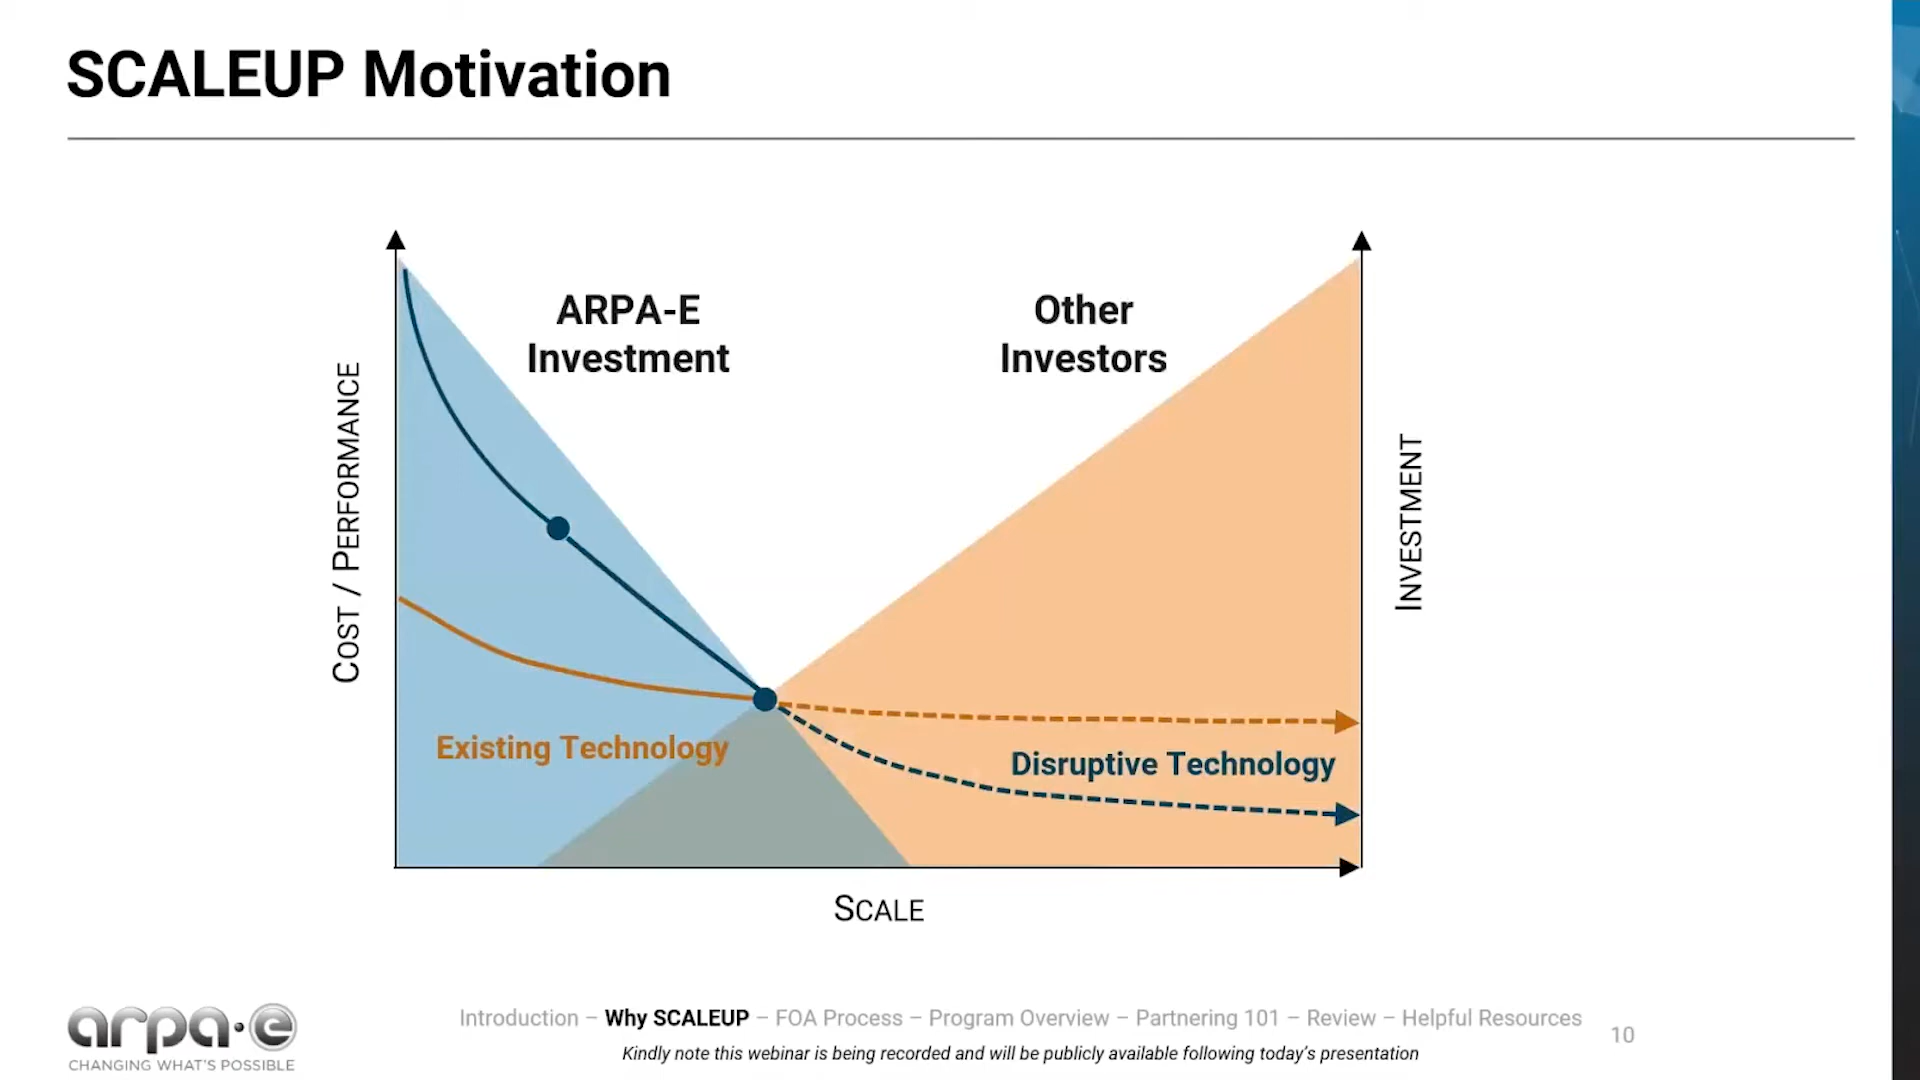 SCALEUP Motivation
ARPA-E
Investment
Other
Investors
COST / PERFORMANCE
INVESTMENT
Existing Technology
Disruptive Technology
SCALE
arpa·e
CHANGING WHAT'S POSSIBLE
Introduction – Why SCALEUP – FOA Process – Program Overview – Partnering 101 – Review – Helpful Resources
10
Kindly note this webinar is being recorded and will be publicly available following today's presentation